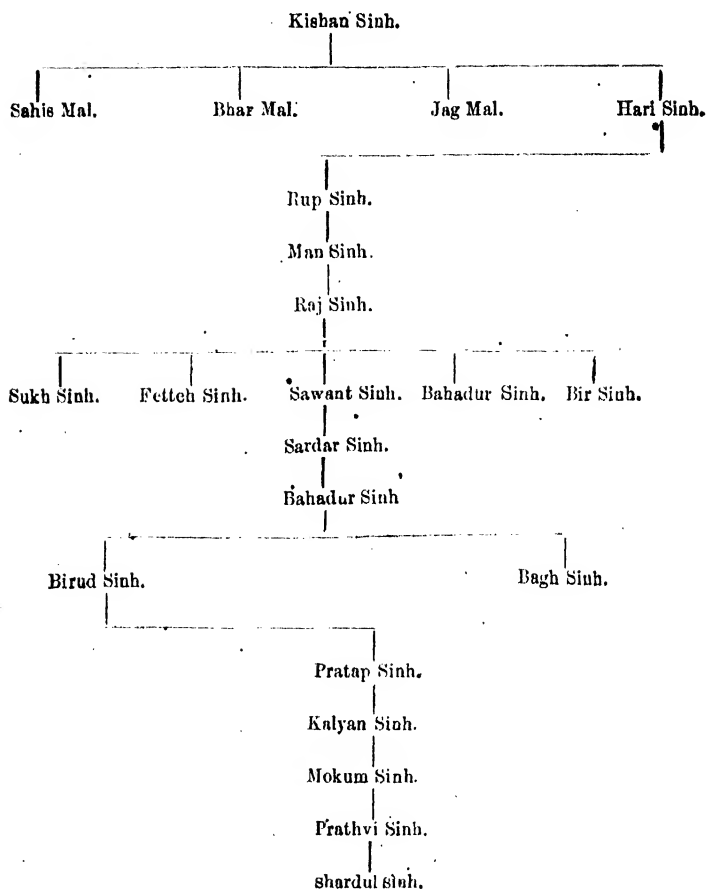 Kishan Sinh.
Sahis Mal. Bhar Mal. Jag Mal. Hari Sinh.
Rup Sinh.
Man Sinh.
Raj Sinh.
Sukh Sinh. Fetteh Sinh. Sawant Sinh. Bahadur Sinh. Bir Sinh.
Sardar Sinh.
Bahadur Sinh
Birud Sinh. Bagh Sinh.
Pratap Sinh.
Kalyan Sinh.
Mokum Sinh.
Prathvi Sinh.
Shardul Sinh.